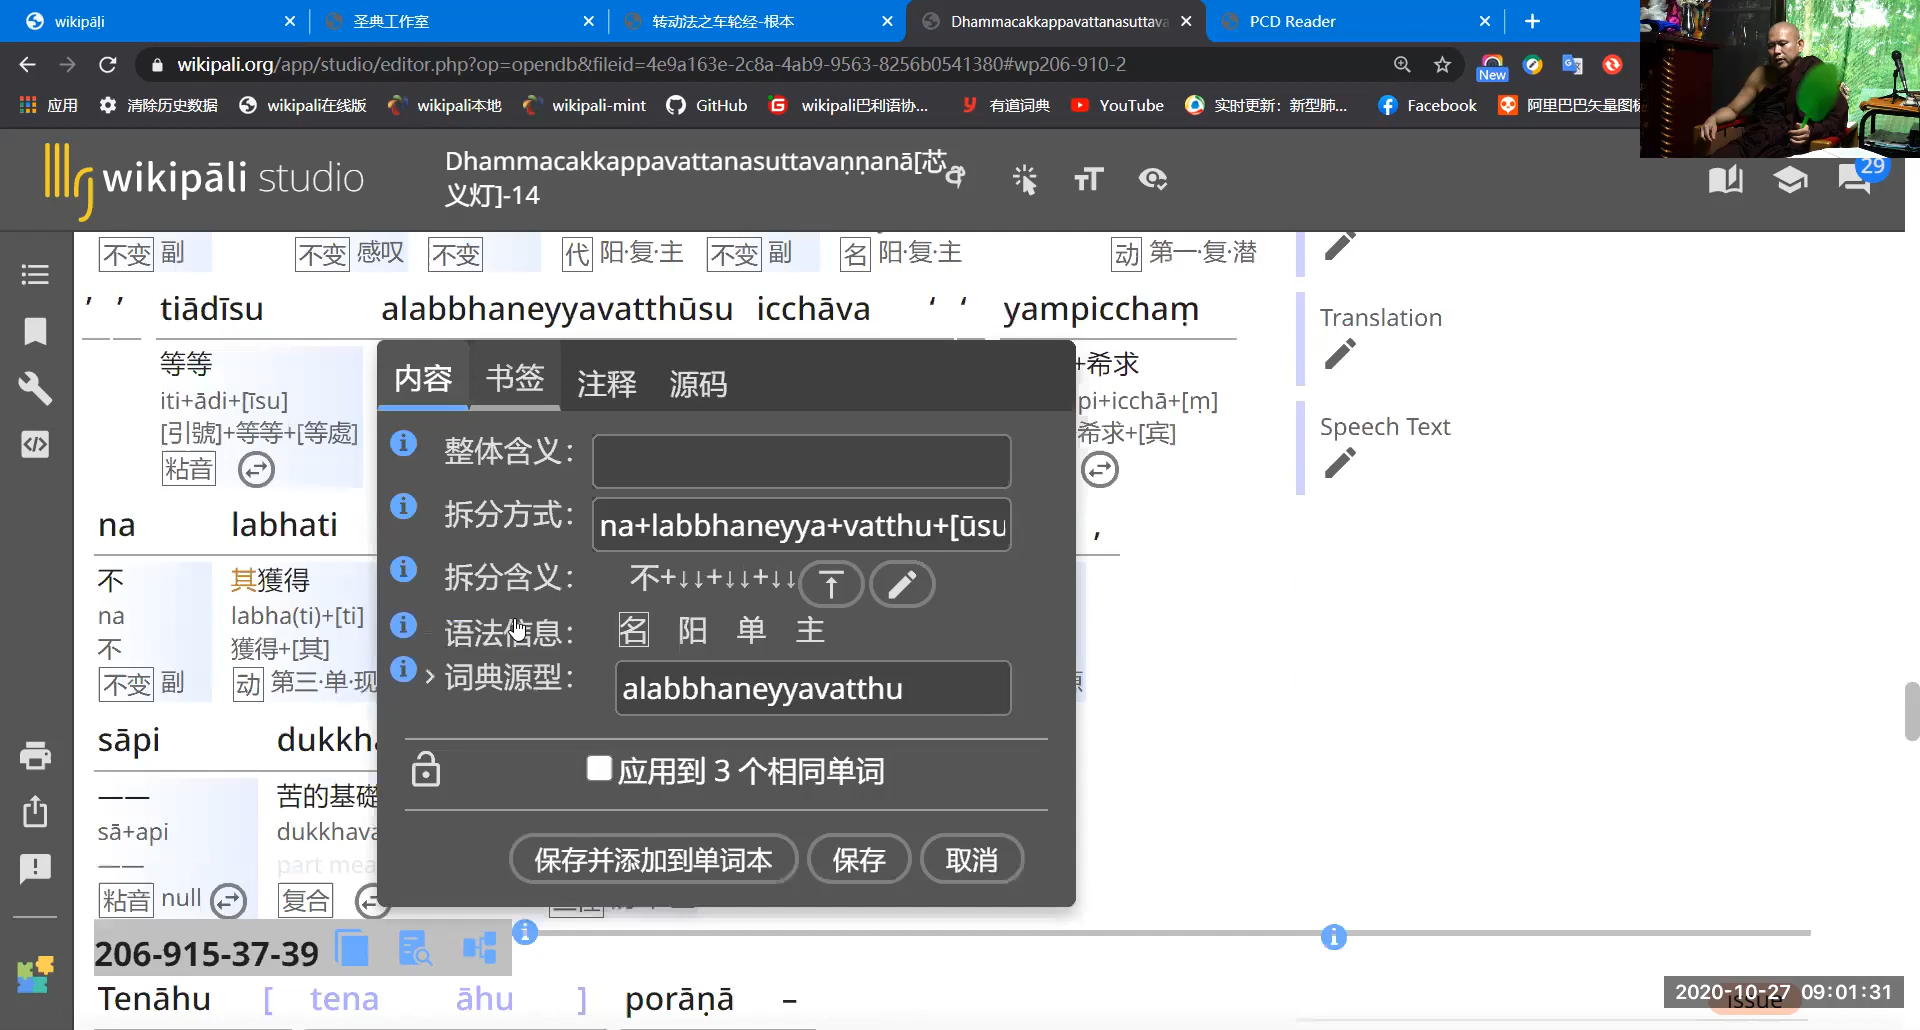 wikipāli
圣典工作室
转动法之车轮经-根本
Dhammacakkappavattanasuttava
PCD Reader
wikipali.org/app/studio/editor.php?op=opendb&fileid=4e9a163e-2c8a-4ab9-9563-8256b0541380#wp206-910-2
New
应用
清除历史数据
wikipali在线版
wikipali本地
wikipali-mint
GitHub
wikipali巴利语协...
有道词典
YouTube
实时更新：新型肺...
Facebook
阿里巴巴矢量图标
wikipāli studio
Dhammacakkappavattanasuttavaṇṇanā[芯
义灯]-14
29
不变 副 不变 感叹 不变 代 阳·复·主 不变 副 名 阳·复·主 动 第一·复·潜
’ ’ tiādīsu alabbhaneyyavatthūsu icchāva ‘ ‘ yampicchaṃ
Translation
等等
+希求
iti+ādi+[īsu]
pi+icchā+[ṃ]
[引號]+等等+[等處]
希求+[宾]
粘音
Speech Text
内容 书签 注释 源码
整体含义：
拆分方式： na+labbhaneyya+vatthu+[ūsu
拆分含义： 不+↓↓+↓↓+↓↓
语法信息： 名 阳 单 主
词典源型： alabbhaneyyavatthu
应用到 3 个相同单词
保存并添加到单词本 保存 取消
na labhati ,
不 其獲得
na labha(ti)+[ti]
不 獲得+[其]
不变 副 动 第三·单·现
sāpi dukkha
—— 苦的基礎
sā+api dukkhava
—— part mea
粘音 null 复合
206-915-37-39
Tenāhu [ tena āhu ] porāṇā –
issue
2020-10-27 09:01:31